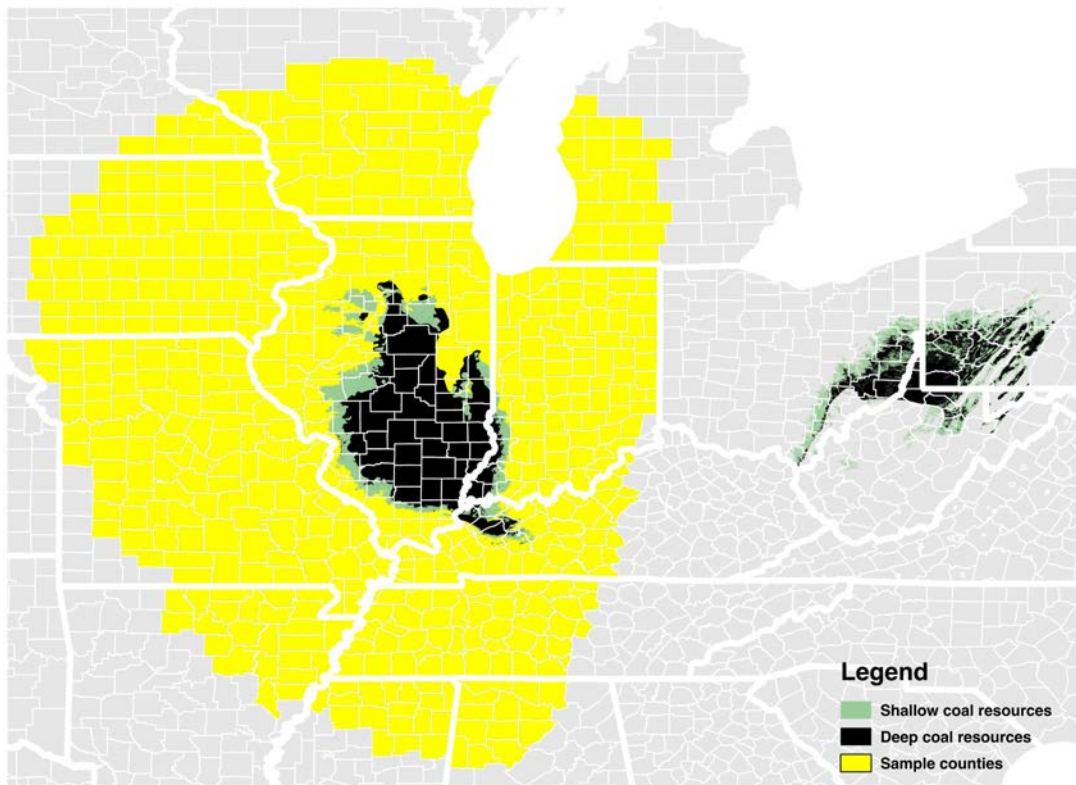 Legend
Shallow coal resources
Deep coal resources
Sample counties